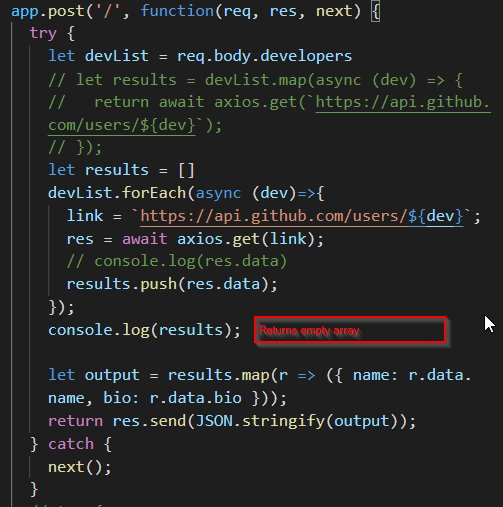 app.post('/', function(req, res, next) {
try {
let devList = req.body.developers
// let results = devList.map(async (dev) => {
//   return await axios.get(`https://api.github.
com/users/${dev}`);
// });
let results = []
devList.forEach(async (dev)=>{
link = `https://api.github.com/users/${dev}`;
res = await axios.get(link);
// console.log(res.data)
results.push(res.data);
});
console.log(results); Returns empty array
let output = results.map(r => ({ name: r.data.
name, bio: r.data.bio }));
return res.send(JSON.stringify(output));
} catch {
next();
}